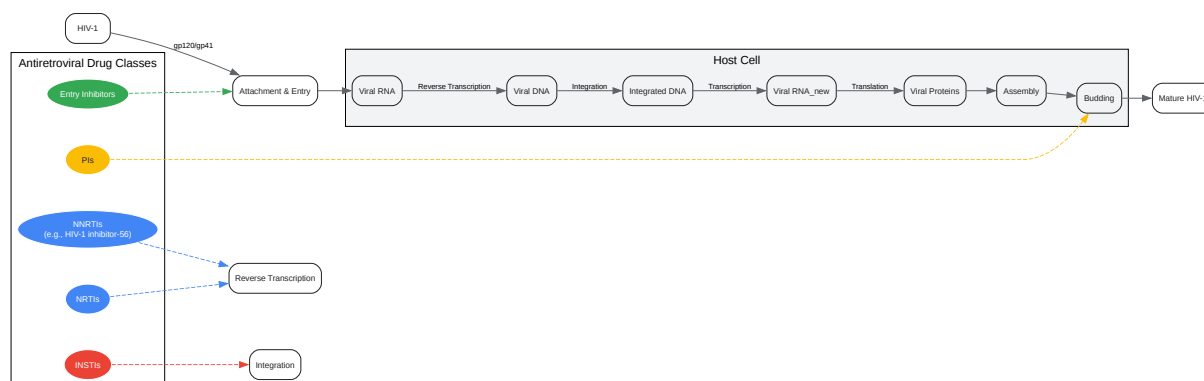 HIV-1
gp120/gp41
Antiretroviral Drug Classes
Host Cell
Entry Inhibitors
Attachment & Entry
Viral RNA
Reverse Transcription
Viral DNA
Integration
Integrated DNA
Transcription
Viral RNA_new
Translation
Viral Proteins
Assembly
Budding
Mature HIV-
PIs
NNRTIs
(e.g., HIV-1 inhibitor-56)
Reverse Transcription
NRTIs
INSTIs
Integration